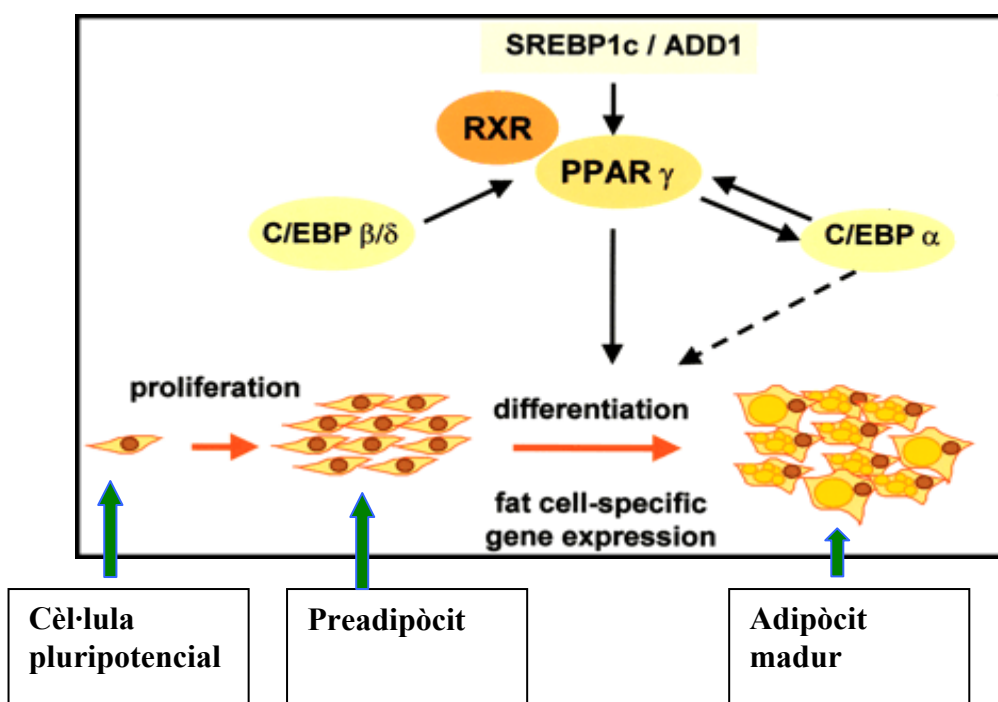 SREBP1c / ADD1
RXR
PPAR γ
C/EBP β/δ
C/EBP α
proliferation
differentiation
fat cell-specific
gene expression
Cèl·lula
pluripotencial
Preadipòcit
Adipòcit
madur